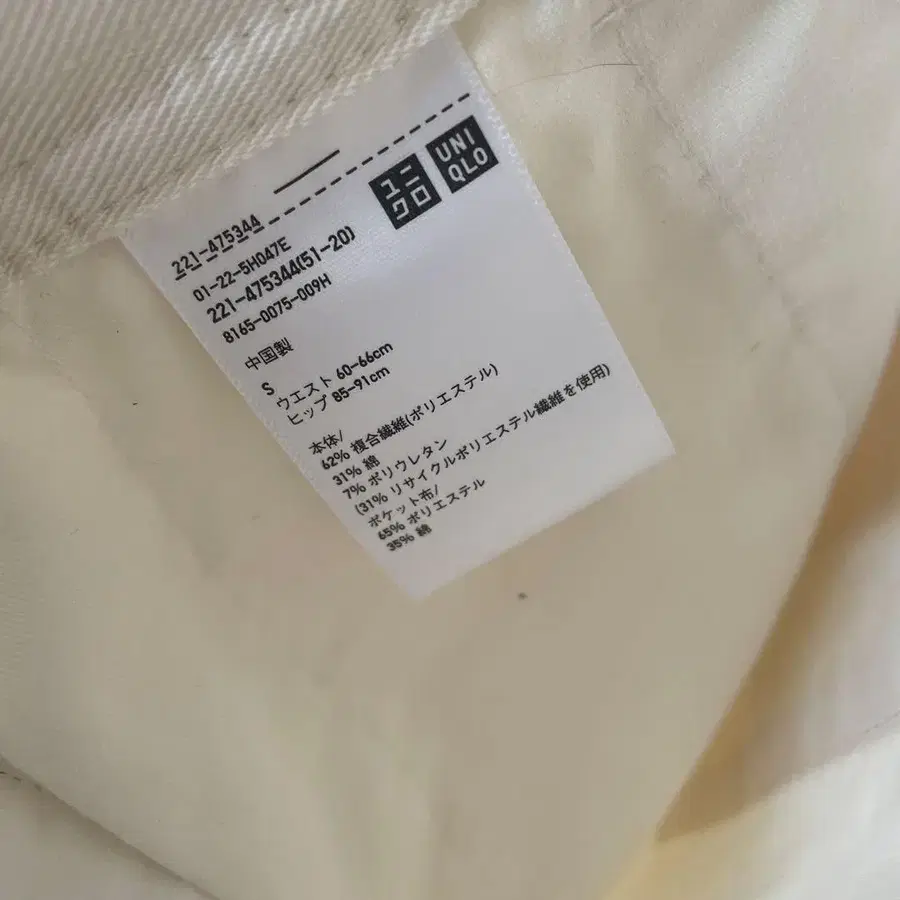 ユニ
クロ
UNI
QLO
221-475344
01-22-5H047E
221-475344(51-20)
8165-0075-009H
中国製
S
ウエスト 60-66cm
ヒップ 85-91cm
本体/
62% 複合繊維(ポリエステル)
31% 綿
7% ポリウレタン
(31% リサイクルポリエステル繊維を使用)
ポケット布/
65% ポリエステル
35% 綿